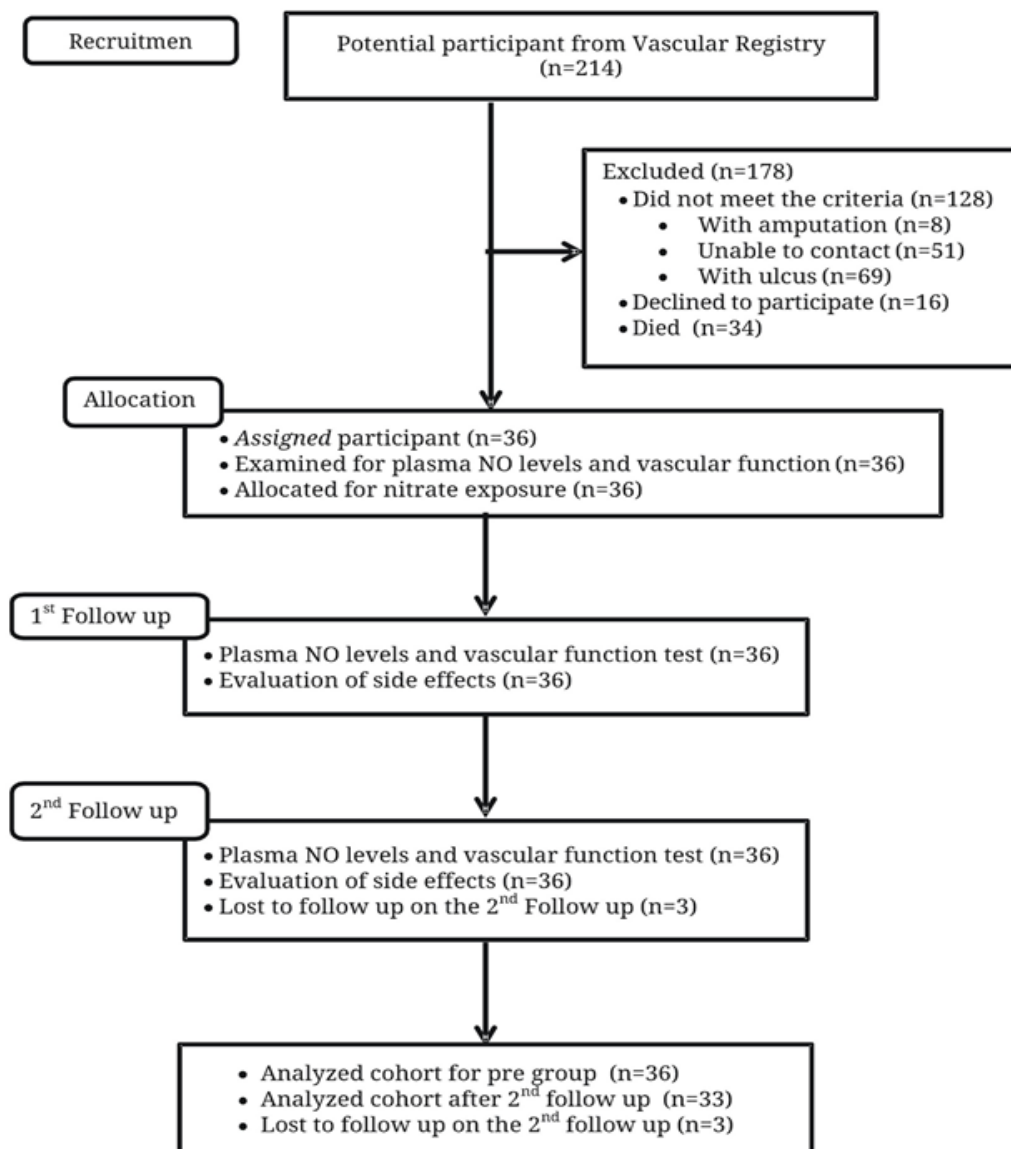 Recruitmen
Potential participant from Vascular Registry
(n=214)
Excluded (n=178)
• Did not meet the criteria (n=128)
• With amputation (n=8)
• Unable to contact (n=51)
• With ulcus (n=69)
• Declined to participate (n=16)
• Died (n=34)
Allocation
• Assigned participant (n=36)
• Examined for plasma NO levels and vascular function (n=36)
• Allocated for nitrate exposure (n=36)
1st Follow up
• Plasma NO levels and vascular function test (n=36)
• Evaluation of side effects (n=36)
2nd Follow up
• Plasma NO levels and vascular function test (n=36)
• Evaluation of side effects (n=36)
• Lost to follow up on the 2nd Follow up (n=3)
• Analyzed cohort for pre group (n=36)
• Analyzed cohort after 2nd follow up (n=33)
• Lost to follow up on the 2nd follow up (n=3)